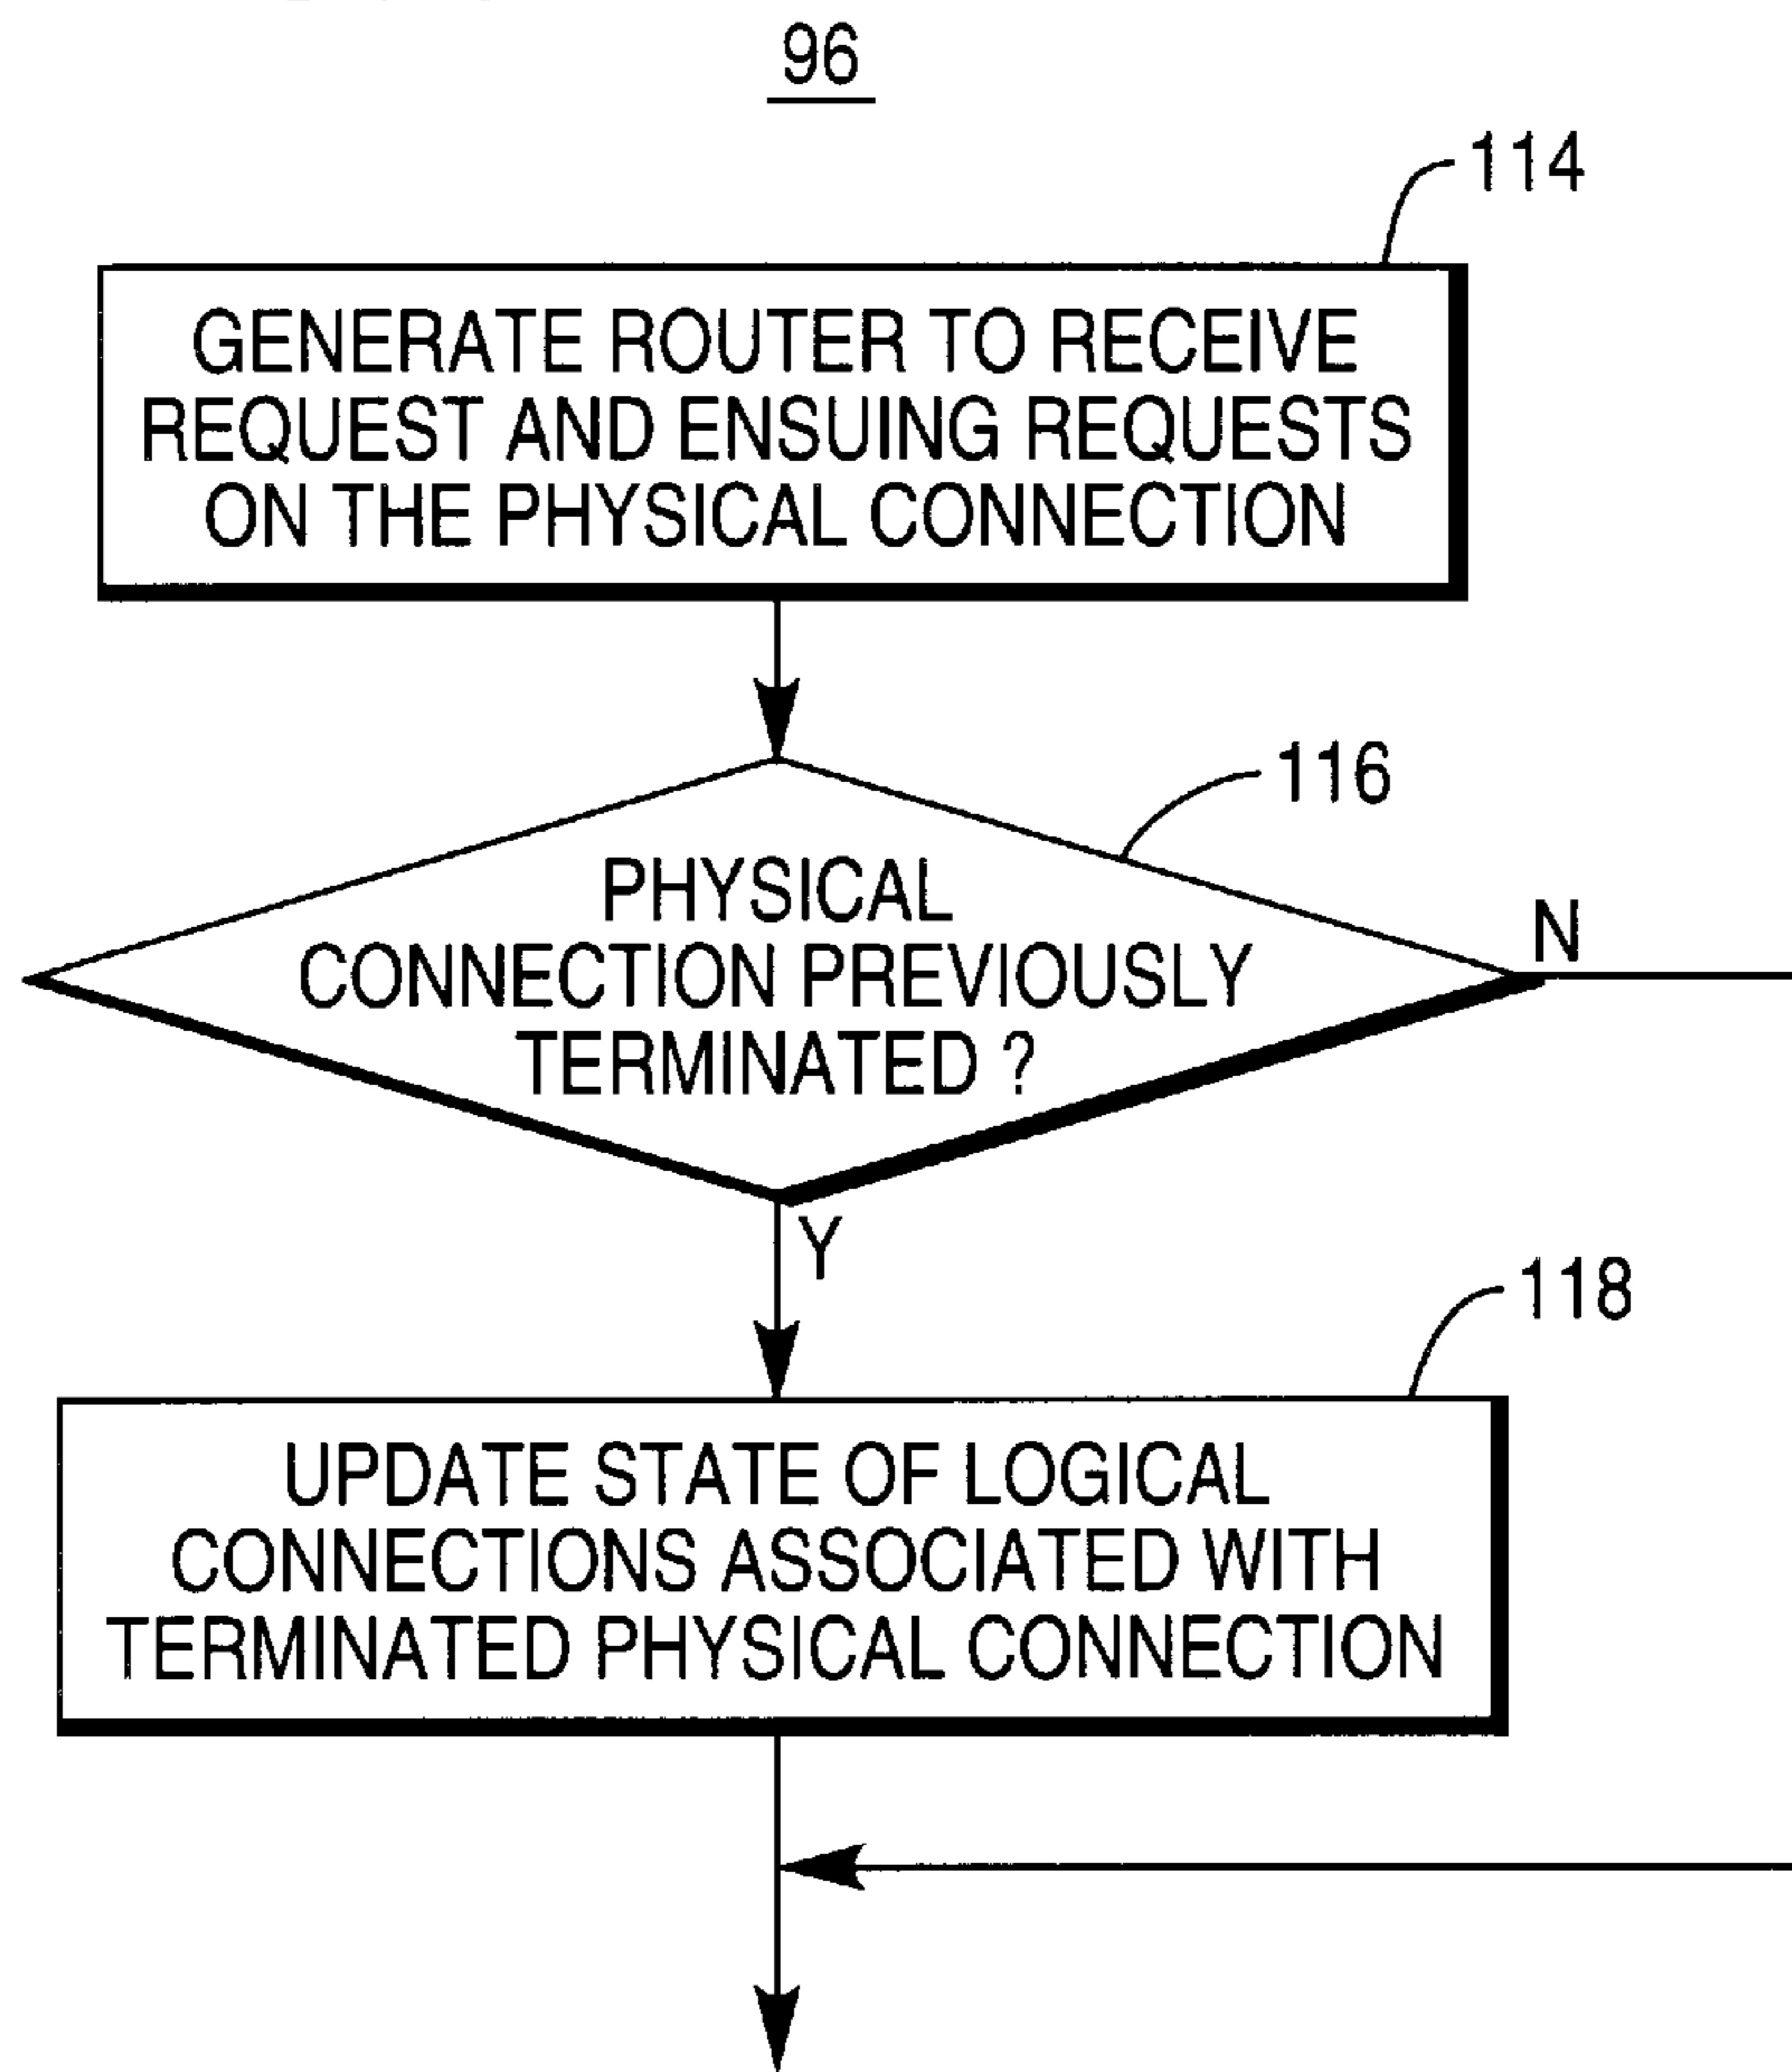 96
114
GENERATE ROUTER TO RECEIVE
REQUEST AND ENSUING REQUESTS
ON THE PHYSICAL CONNECTION
116
PHYSICAL
CONNECTION PREVIOUSLY
TERMINATED ?
N
Y
118
UPDATE STATE OF LOGICAL
CONNECTIONS ASSOCIATED WITH
TERMINATED PHYSICAL CONNECTION